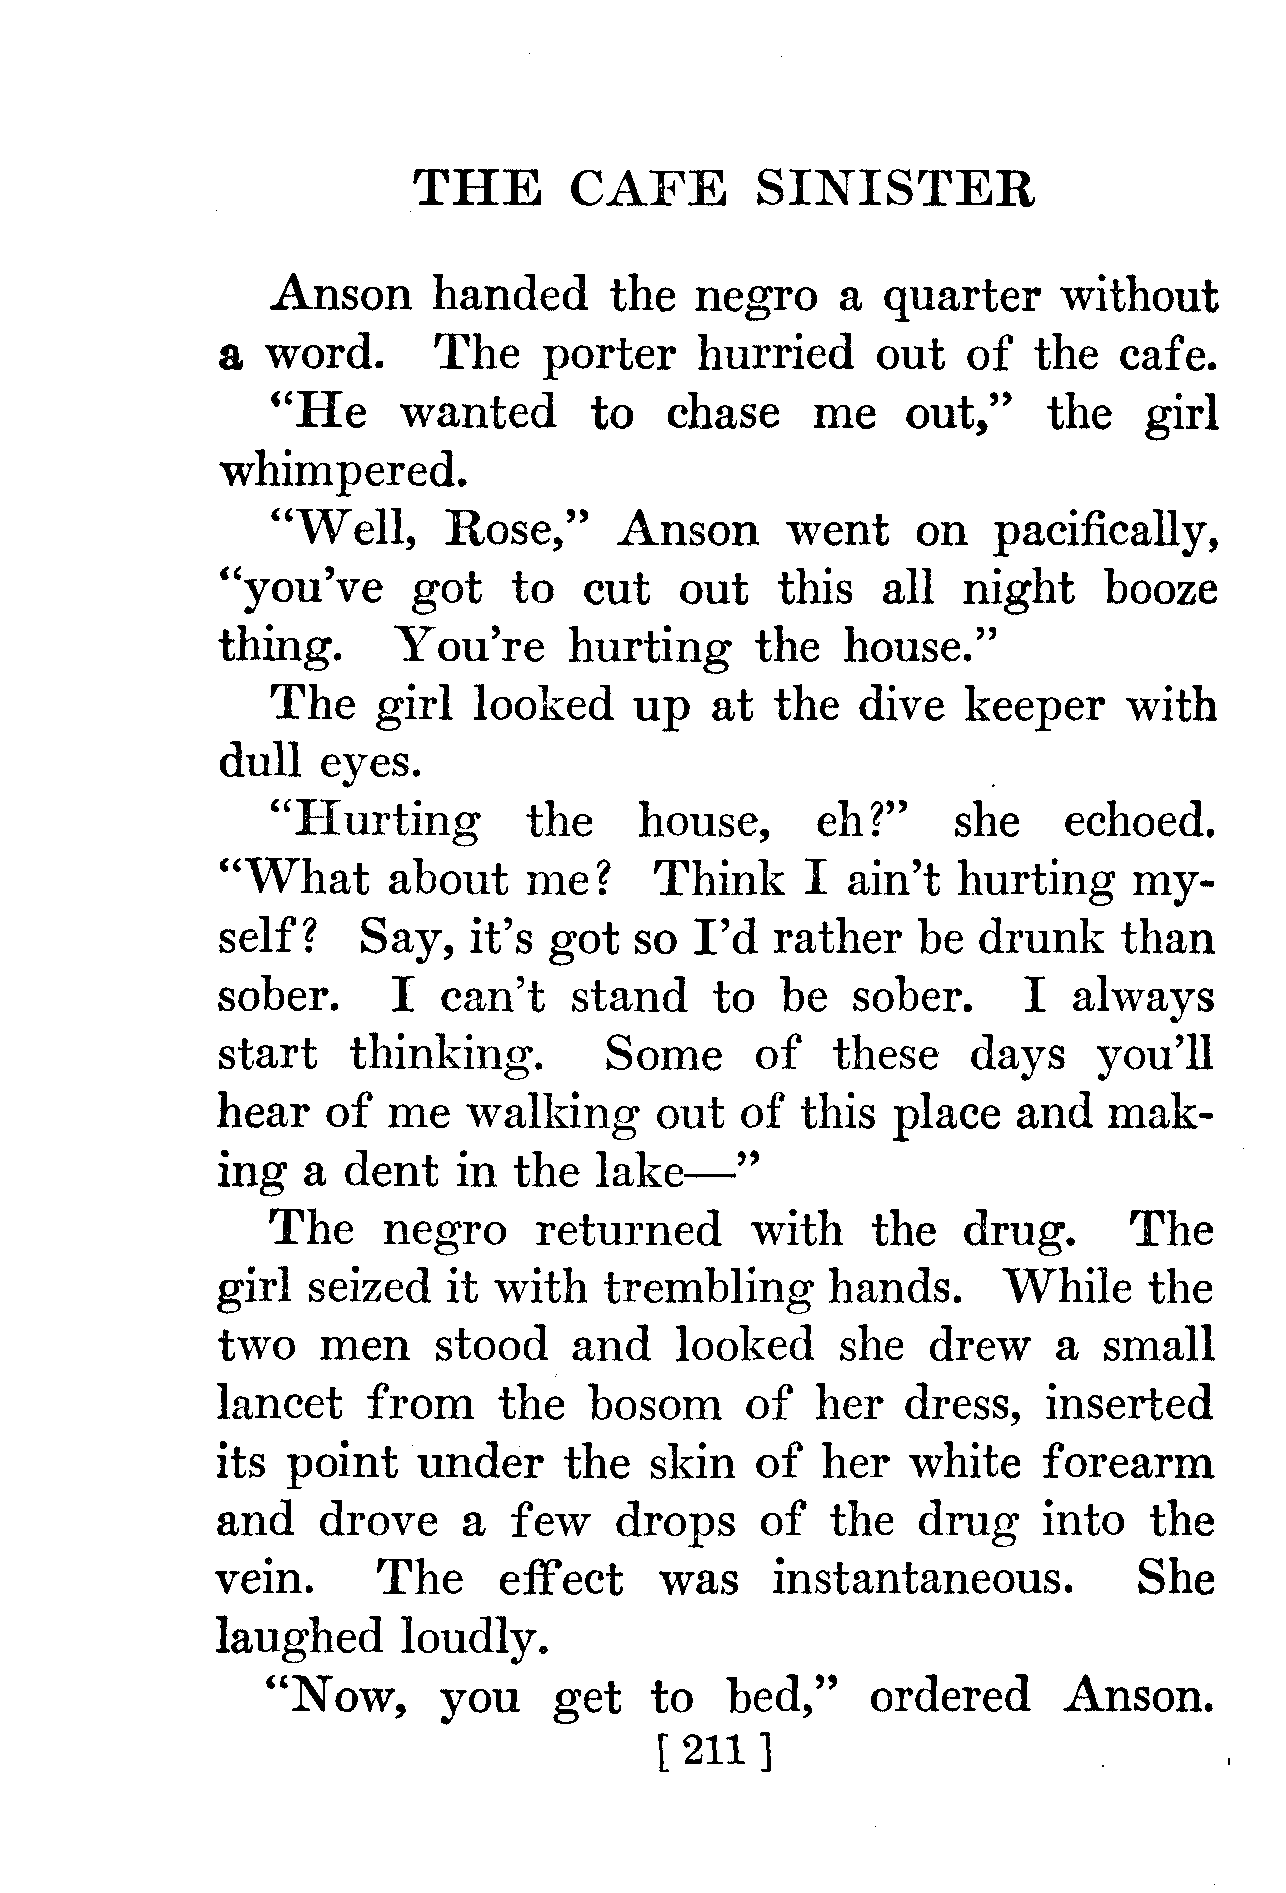 THE CAFE SINISTER
Anson handed the negro a quarter without
a word. The porter hurried out of the cafe.
“He wanted to chase me out,” the girl
whimpered.
“Well, Rose,” Anson went on pacifically,
“you’ve got to cut out this all night booze
thing. You’re hurting the house.”
The girl looked up at the dive keeper with
dull eyes.
“Hurting the house, eh?” she echoed.
“What about me? Think I ain’t hurting my-
self? Say, it’s got so I’d rather be drunk than
sober. I can’t stand to be sober. I always
start thinking. Some of these days you’ll
hear of me walking out of this place and mak-
ing a dent in the lake—”
The negro returned with the drug. The
girl seized it with trembling hands. While the
two men stood and looked she drew a small
lancet from the bosom of her dress, inserted
its point under the skin of her white forearm
and drove a few drops of the drug into the
vein. The effect was instantaneous. She
laughed loudly.
“Now, you get to bed,” ordered Anson.
[ 211 ]